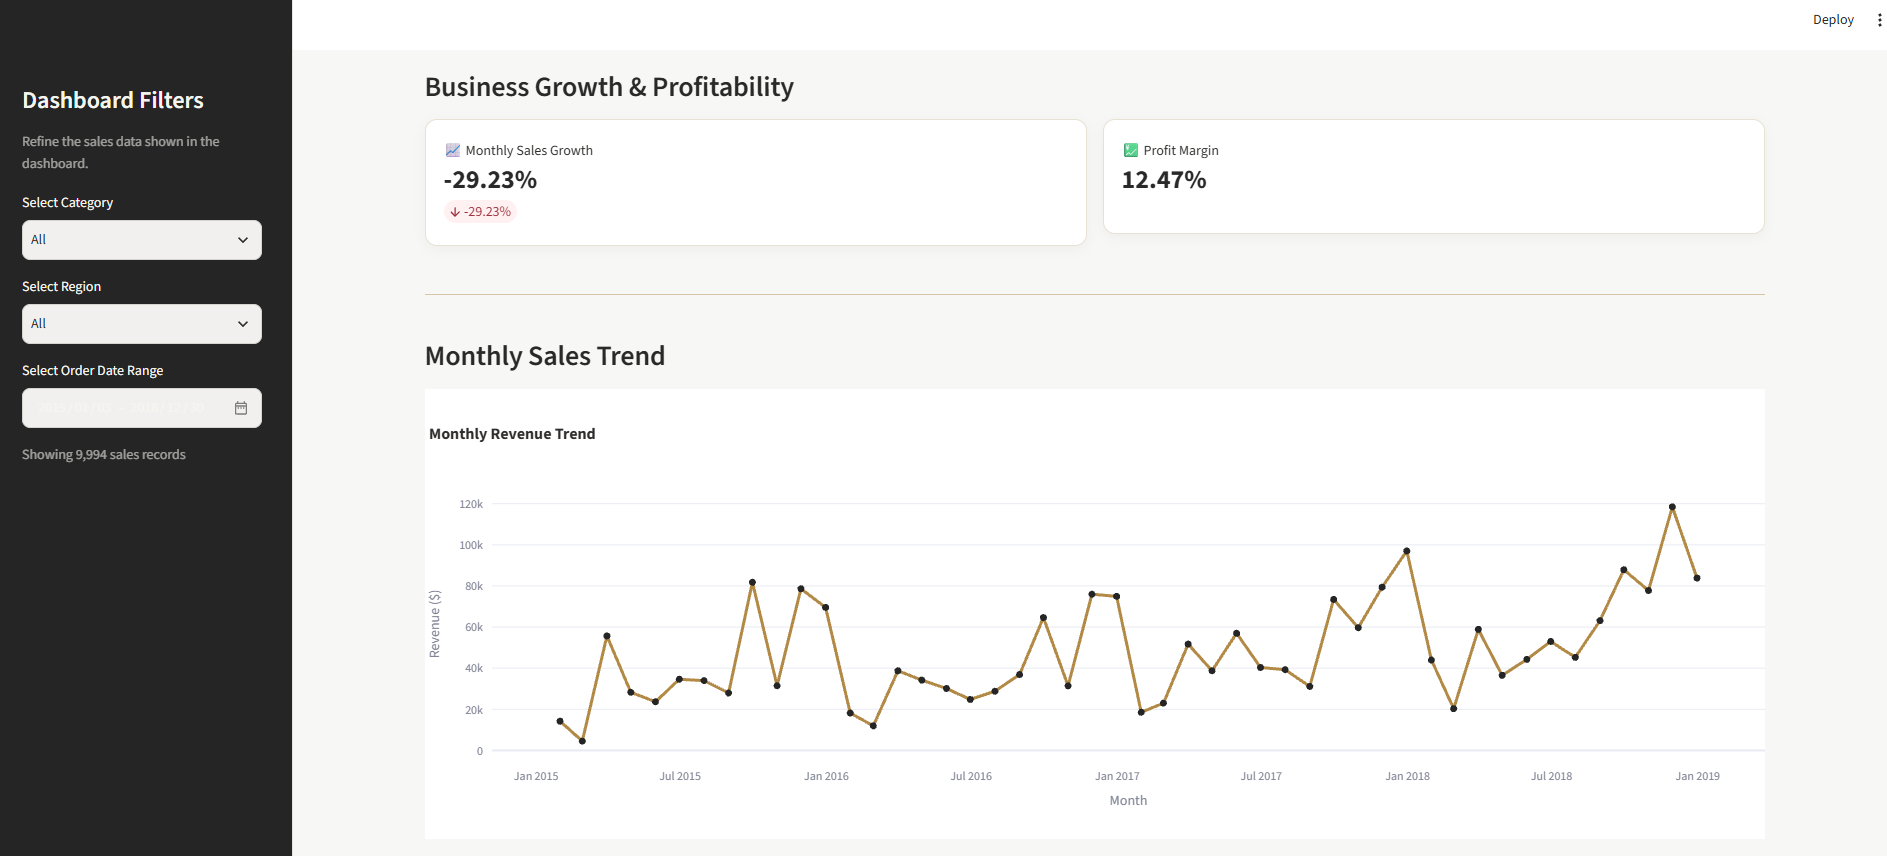 Deploy
Dashboard Filters
Refine the sales data shown in the
dashboard.
Select Category
All
Select Region
All
Select Order Date Range
Showing 9,994 sales records
Business Growth & Profitability
Monthly Sales Growth
-29.23%
-29.23%
Profit Margin
12.47%
Monthly Sales Trend
Monthly Revenue Trend
Revenue ($)
120k
100k
80k
60k
40k
20k
0
Jan 2015 Jul 2015 Jan 2016 Jul 2016 Jan 2017 Jul 2017 Jan 2018 Jul 2018 Jan 2019
Month